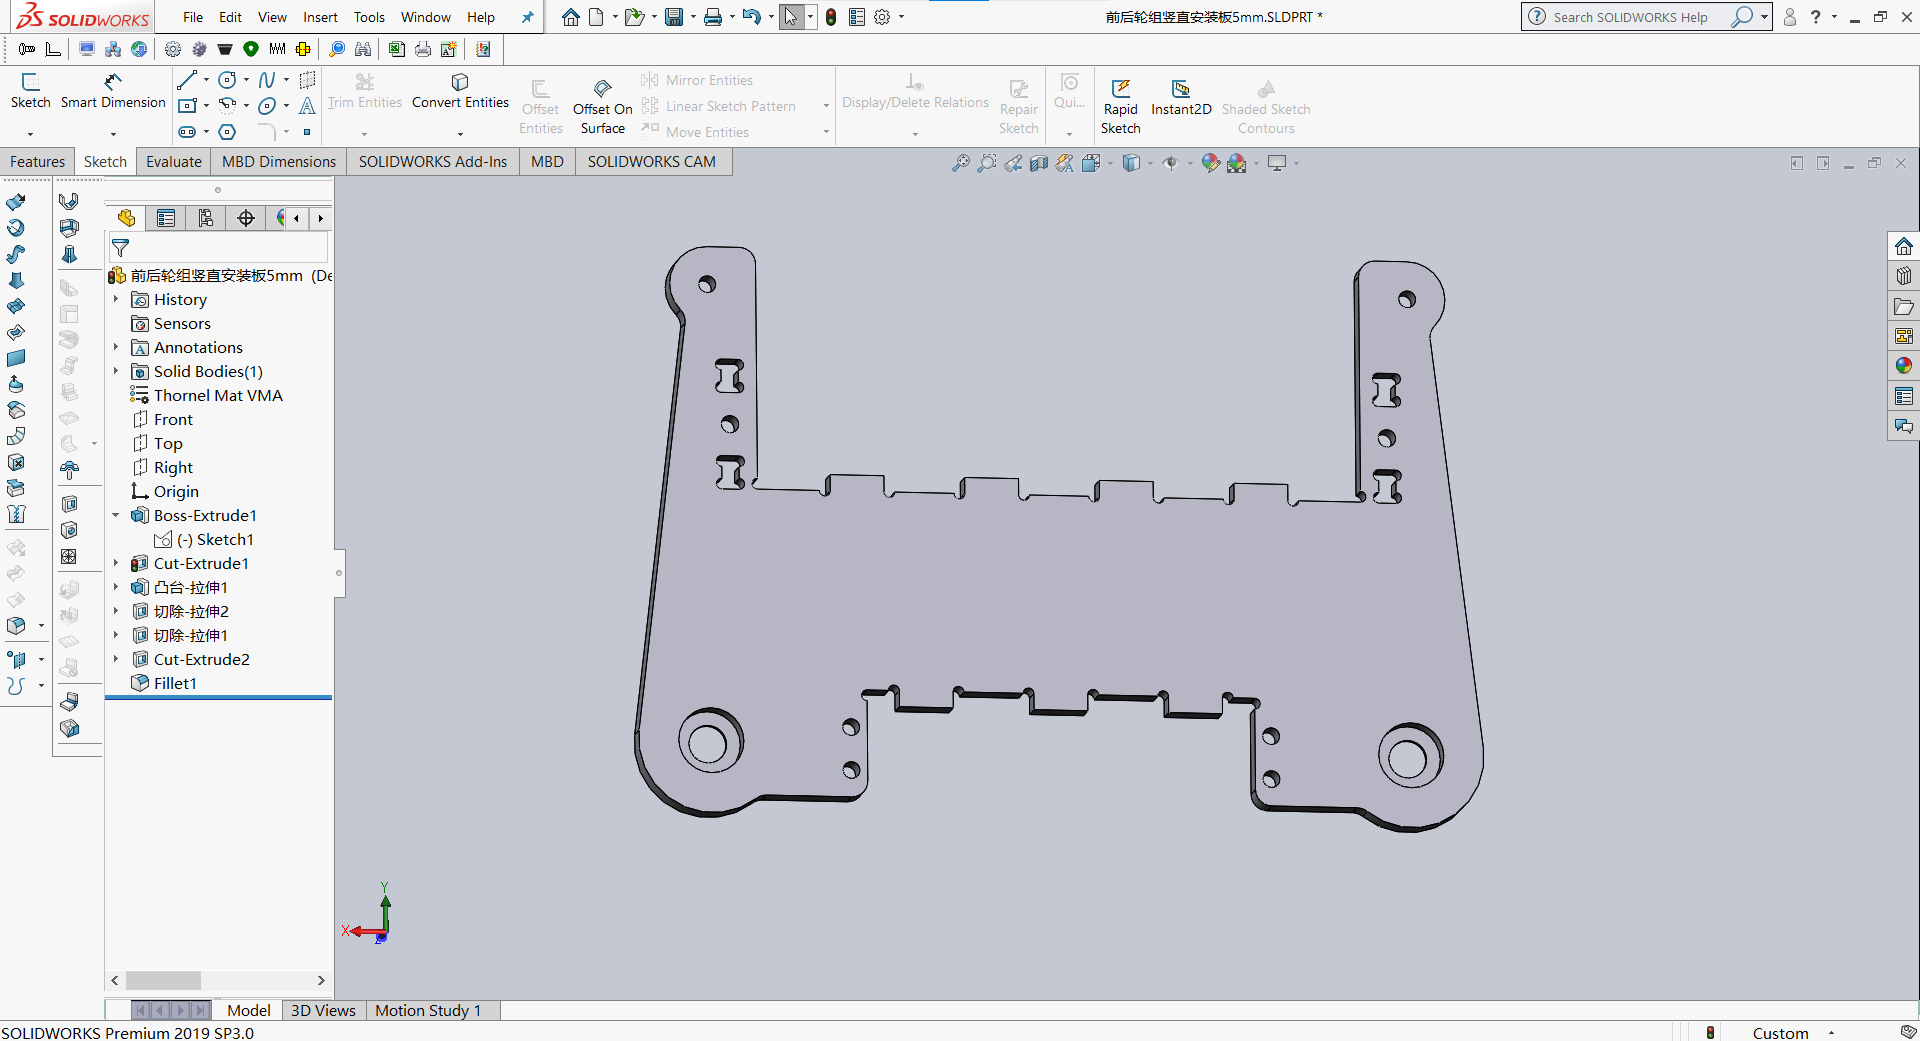 SOLIDWORKS File Edit View Insert Tools Window Help 前后轮组竖直安装板5mm.SLDPRT * Search SOLIDWORKS Help ?
Sketch Smart Dimension Trim Entities Convert Entities Offset Entities Offset On Surface Mirror Entities Linear Sketch Pattern Move Entities Display/Delete Relations Repair Sketch Qui... Rapid Sketch Instant2D Shaded Sketch Contours
Features Sketch Evaluate MBD Dimensions SOLIDWORKS Add-Ins MBD SOLIDWORKS CAM
前后轮组竖直安装板5mm (De
History
Sensors
Annotations
Solid Bodies(1)
Thornel Mat VMA
Front
Top
Right
Origin
Boss-Extrude1
(-) Sketch1
Cut-Extrude1
凸台-拉伸1
切除-拉伸2
切除-拉伸1
Cut-Extrude2
Fillet1
Y
X
Z
Model 3D Views Motion Study 1
SOLIDWORKS Premium 2019 SP3.0 Custom